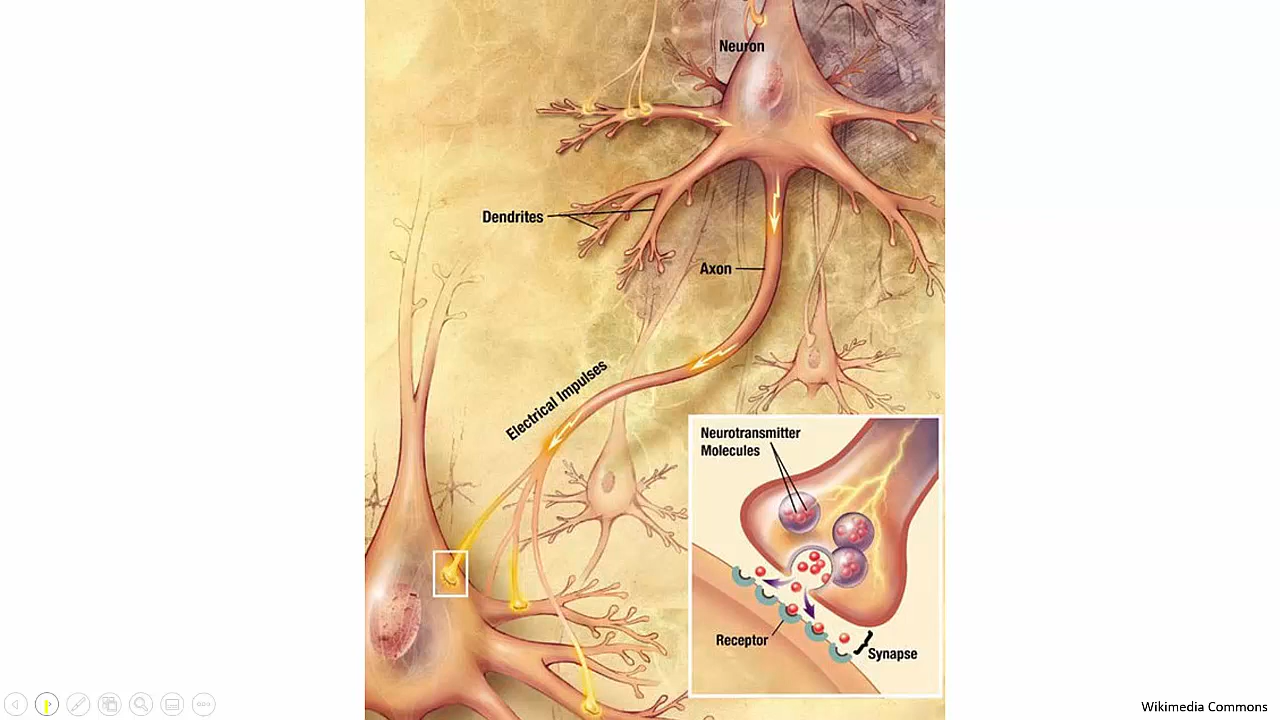 Neuron
Dendrites
Axon
Electrical Impulses
Neurotransmitter
Molecules
Receptor
Synapse
Wikimedia Commons